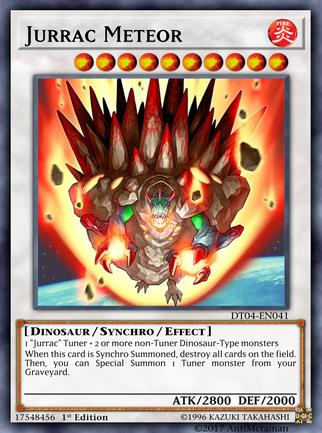 Jurrac Meteor
FIRE
炎
DT04-EN041
[Dinosaur/Synchro/Effect]
1 "Jurrac" Tuner + 2 or more non-Tuner Dinosaur-Type monsters
When this card is Synchro Summoned, destroy all cards on the field.
Then, you can Special Summon 1 Tuner monster from your
Graveyard.
ATK/2800 DEF/2000
17548456 1st Edition ©1996 KAZUKI TAKAHASHI
©2017 AntiMetaman